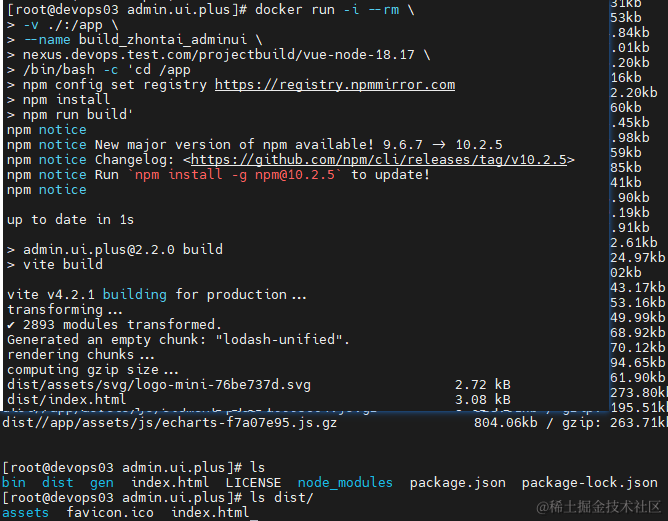 [root@devops03 admin.ui.plus]# docker run -i --rm \
> -v ./:/app \
> --name build_zhontai_adminui \
> nexus.devops.test.com/projectbuild/vue-node-18.17 \
> /bin/bash -c 'cd /app
> npm config set registry https://registry.npmmirror.com
> npm install
> npm run build'
npm notice
npm notice New major version of npm available! 9.6.7 -> 10.2.5
npm notice Changelog: <https://github.com/npm/cli/releases/tag/v10.2.5>
npm notice Run `npm install -g npm@10.2.5` to update!
npm notice
up to date in 1s
> admin.ui.plus@2.2.0 build
> vite build
vite v4.2.1 building for production...
transforming...
✔ 2893 modules transformed.
Generated an empty chunk: "lodash-unified".
rendering chunks...
computing gzip size...
dist/assets/svg/logo-mini-76be737d.svg 2.72 kB
dist/index.html 3.08 kB
31kb
53kb
.84kb
.01kb
.20kb
16kb
2.20kb
60kb
.45kb
.98kb
59kb
85kb
41kb
.90kb
.19kb
.91kb
2.61kb
24.97kb
02kb
43.17kb
53.16kb
49.99kb
68.92kb
70.12kb
94.65kb
61.90kb
273.80kb
195.51kb
dist//app/assets/js/echarts-f7a07e95.js.gz 804.06kb / gzip: 263.71kb
[root@devops03 admin.ui.plus]# ls
bin dist gen index.html LICENSE node_modules package.json package-lock.json
[root@devops03 admin.ui.plus]# ls dist/
assets favicon.ico index.html
@稀土掘金技术社区